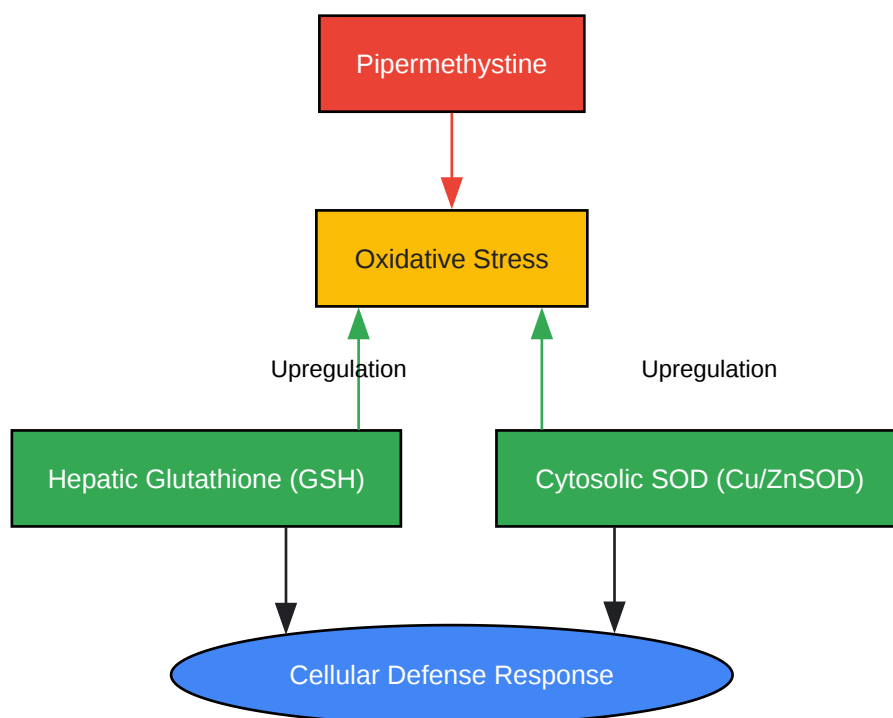 Pipermethystine
Oxidative Stress
Upregulation
Upregulation
Hepatic Glutathione (GSH)
Cytosolic SOD (Cu/ZnSOD)
Cellular Defense Response